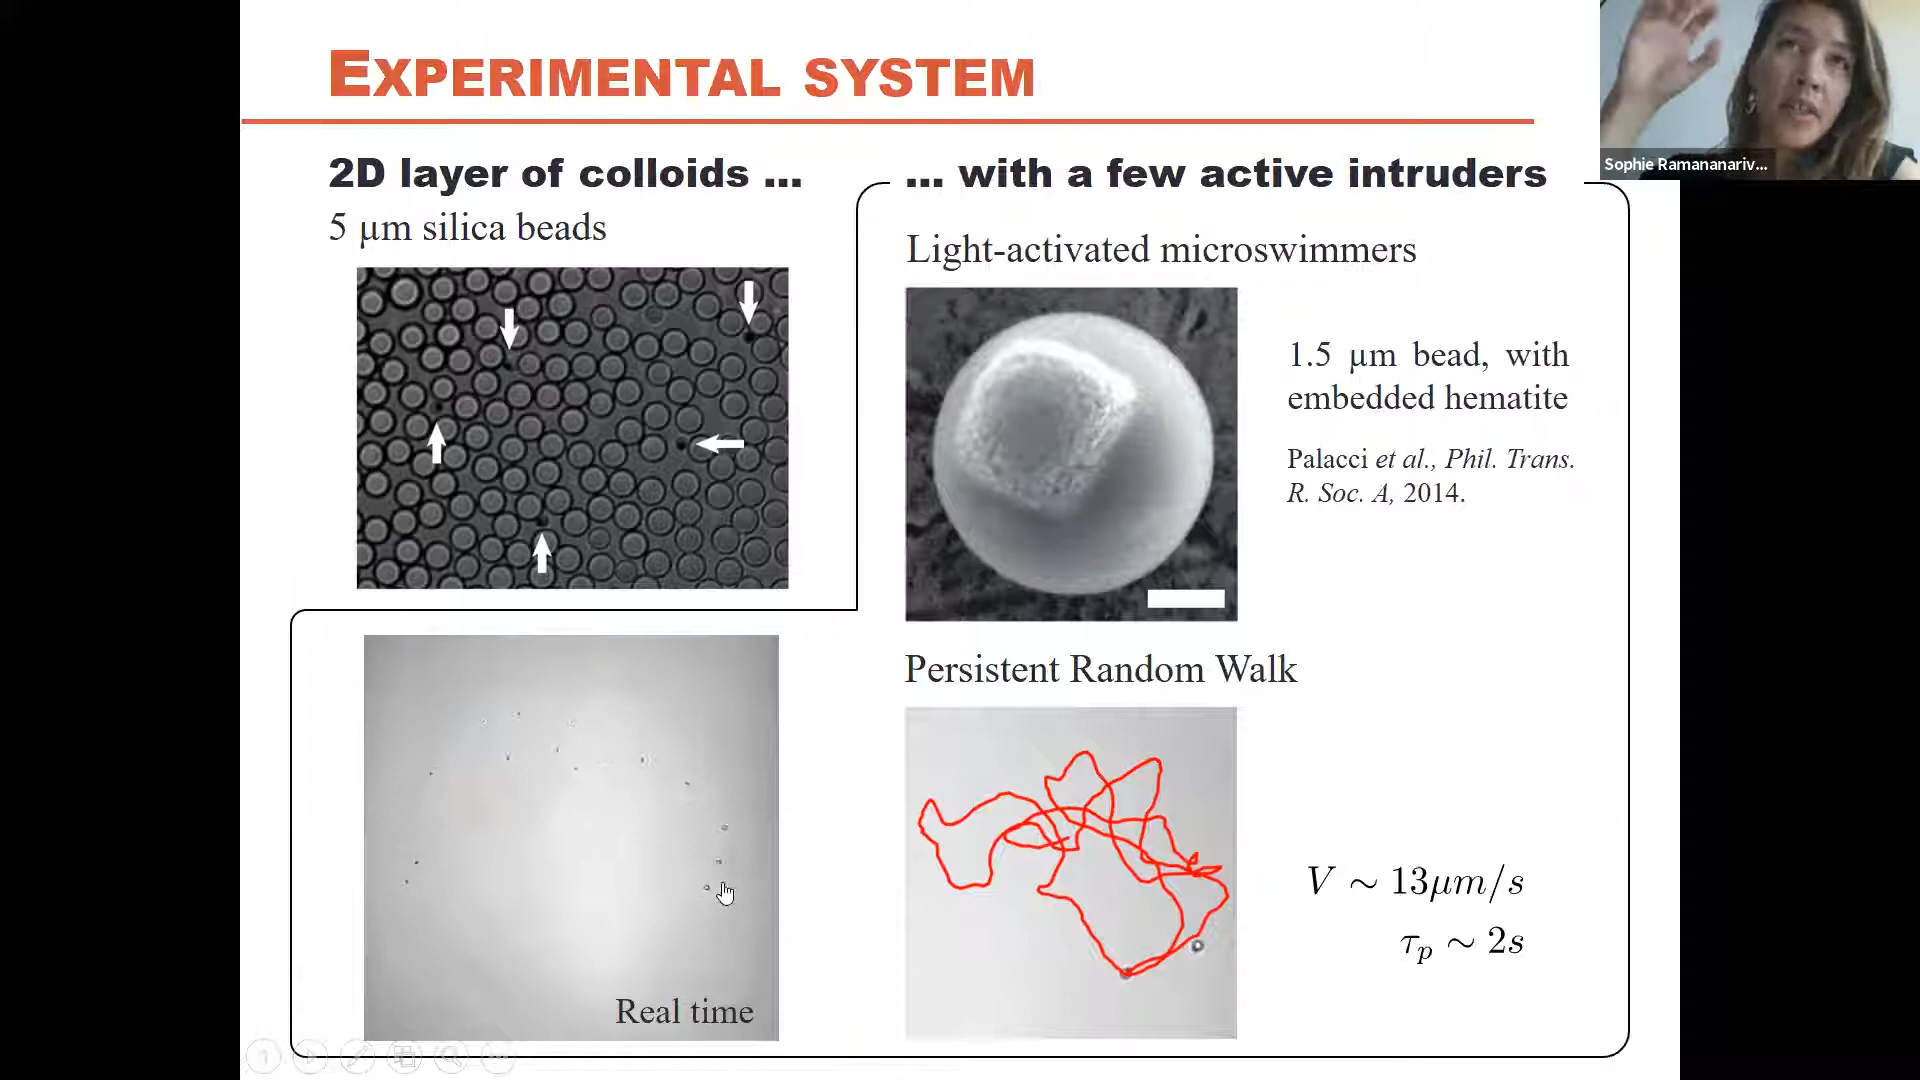 EXPERIMENTAL SYSTEM
Sophie Ramananariv...
2D layer of colloids ...
5 µm silica beads
... with a few active intruders
Light-activated microswimmers
1.5 µm bead, with
embedded hematite
Palacci et al., Phil. Trans.
R. Soc. A, 2014.
Persistent Random Walk
V ~ 13µm/s
τp ~ 2s
Real time